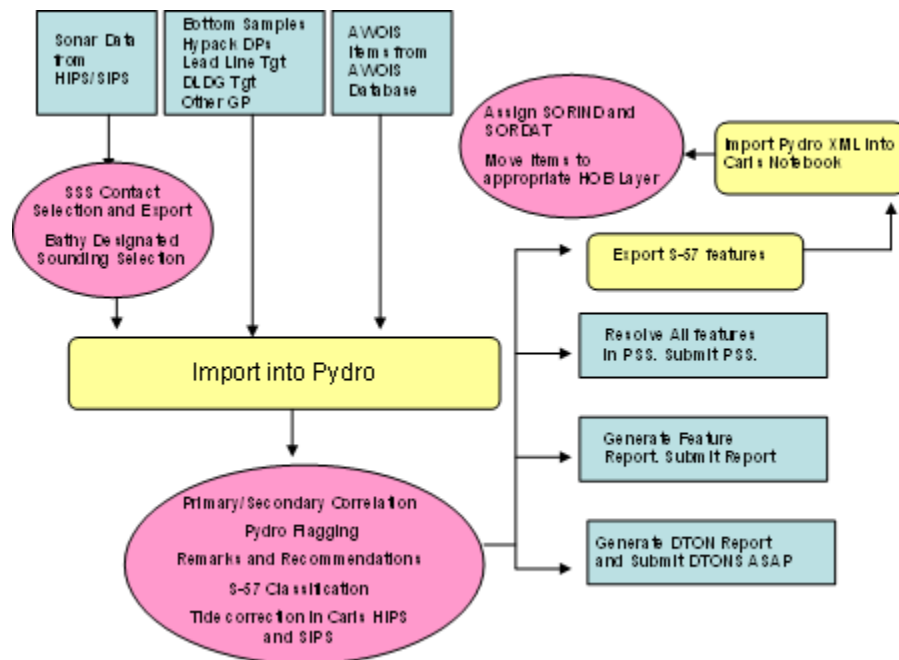 Sonar Data
from
HIPS/SIPS
Bottom Samples
Hypack DPs
Lead Line Tgt
DLDG Tgt
Other GP
AWOIS
Items from
AWOIS
Database
Assign SORIND and
SORDAT
Move Items to
appropriate HOB Layer
Import Pydro XML into
Caris Notebook
SSS Contact
Selection and Export
Bathy Designated
Sounding Selection
Export S-57 features
Import into Pydro
Resolve All features
in PSS. Submit PSS.
Generate Feature
Report. Submit Report
Primary/Secondary Correlation
Pydro Flagging
Remarks and Recommendations
S-57 Classification
Tide correction in Caris HIPS
and SIPS
Generate DTON Report
and Submit DTONS ASAP